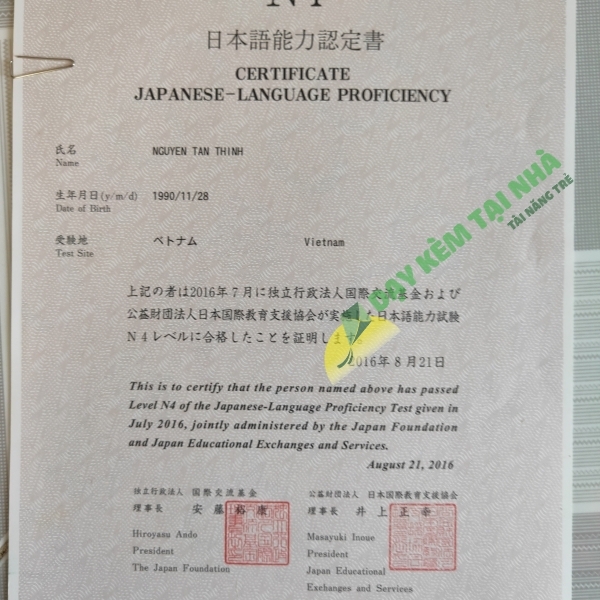 N4
日本語能力認定書
CERTIFICATE
JAPANESE-LANGUAGE PROFICIENCY
氏名 NGUYEN TAN THINH
Name
生年月日(y/m/d) 1990/11/28
Date of Birth
受験地 ベトナム Vietnam
Test Site
DẠY KÈM TẠI NHÀ
TÀI NĂNG TRẺ
上記の者は2016年7月に独立行政法人国際交流基金および
公益財団法人日本国際教育支援協会が実施した日本語能力試験
N4レベルに合格したことを証明します。
2016年8月21日
This is to certify that the person named above has passed
Level N4 of the Japanese-Language Proficiency Test given in
July 2016, jointly administered by the Japan Foundation
and Japan Educational Exchanges and Services.
August 21, 2016
独立行政法人 国際交流基金
理事長 安藤裕康
Hiroyasu Ando
President
The Japan Foundation
公益財団法人 日本国際教育支援協会
理事長 井上正幸
Masayuki Inoue
President
Japan Educational
Exchanges and Services